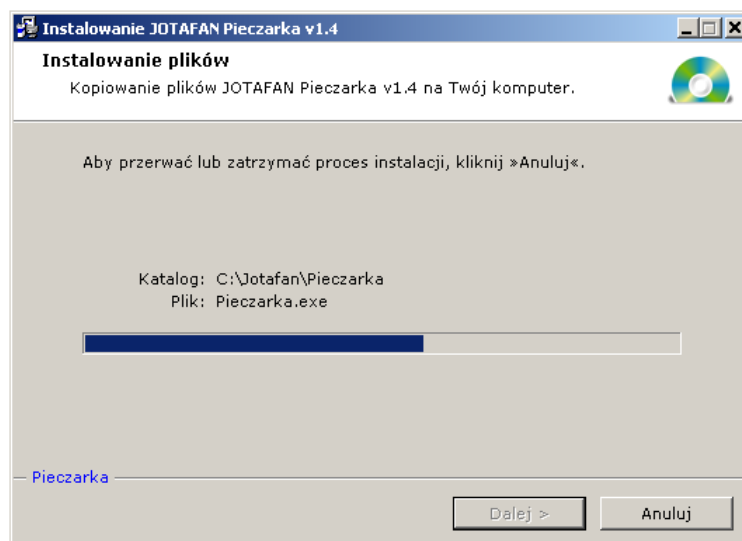 Instalowanie JOTAFAN Pieczarka v1.4
Instalowanie plików
Kopiowanie plików JOTAFAN Pieczarka v1.4 na Twój komputer.
Aby przerwać lub zatrzymać proces instalacji, kliknij »Anuluj«.
Katalog: C:\Jotafan\Pieczarka
Plik: Pieczarka.exe
Pieczarka
Dalej > Anuluj